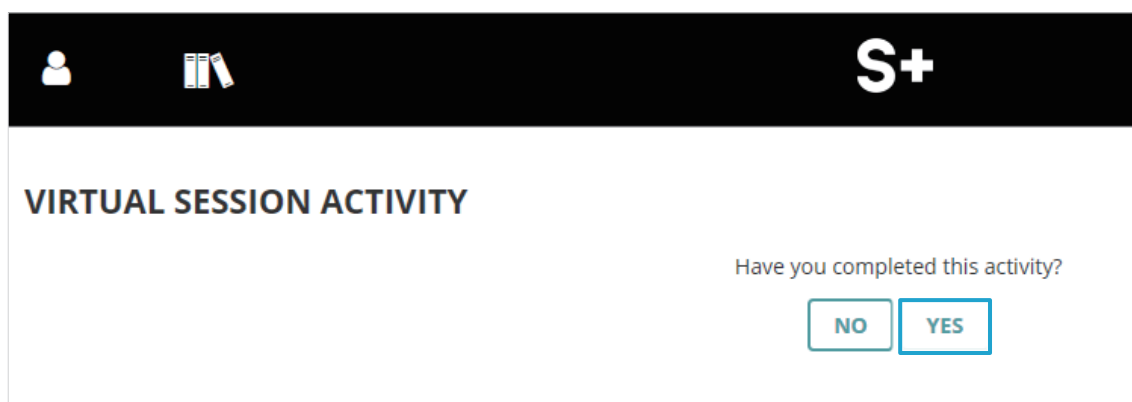 S+
VIRTUAL SESSION ACTIVITY
Have you completed this activity?
NO YES